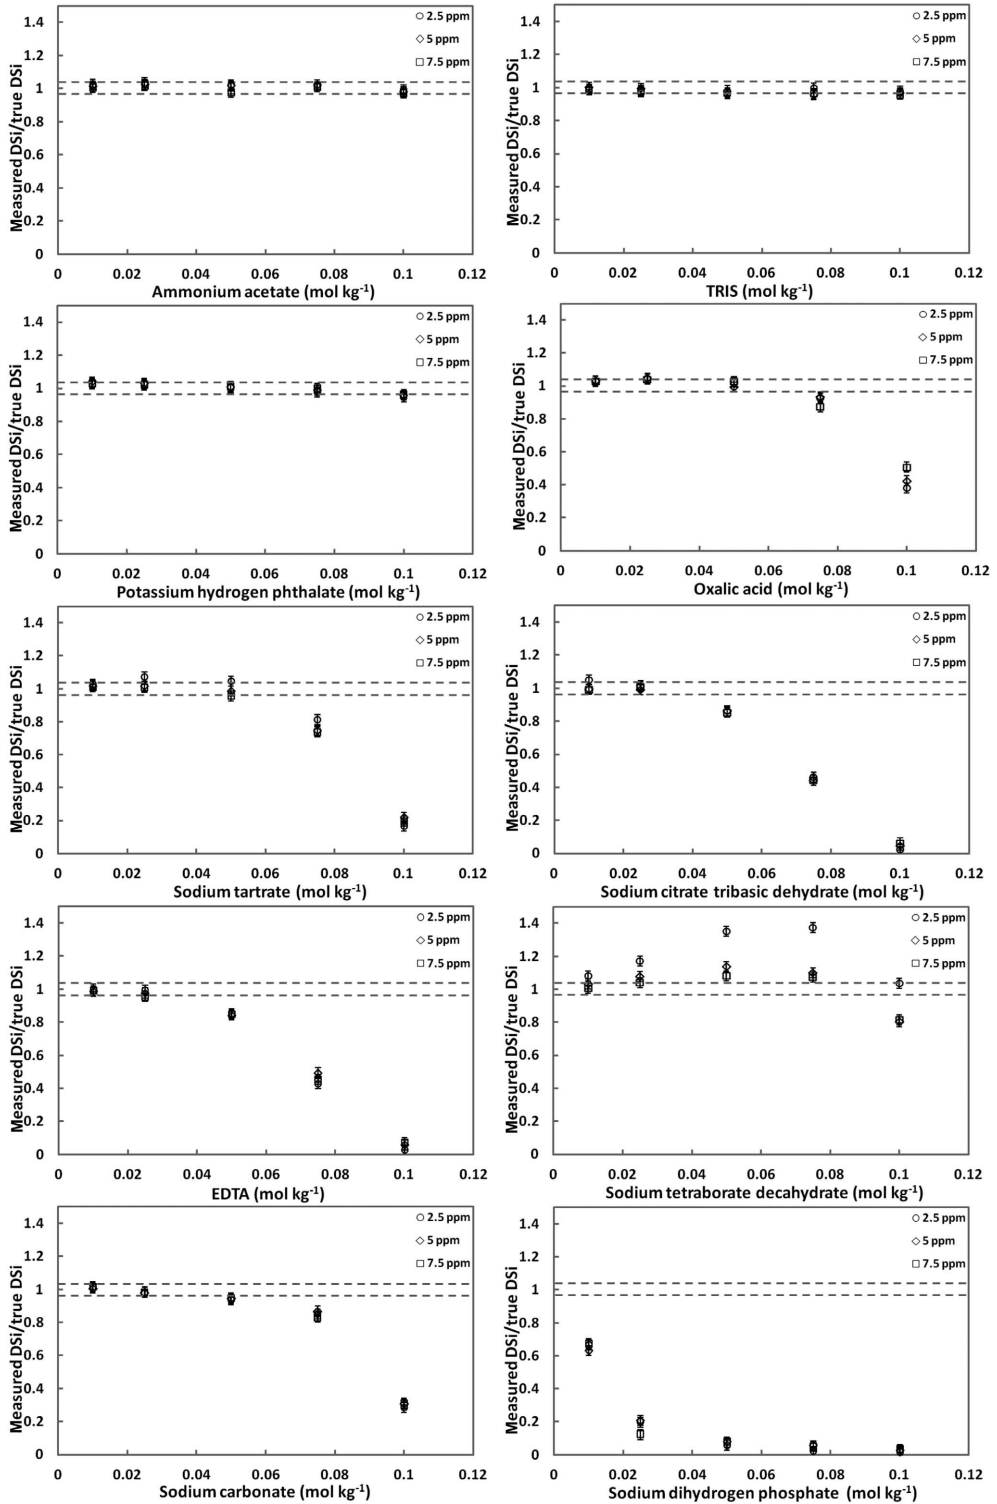 Measured DSi/true DSi
1.4
1.2
1
0.8
0.6
0.4
0.2
0
0 0.02 0.04 0.06 0.08 0.1 0.12
2.5 ppm
5 ppm
7.5 ppm
Ammonium acetate (mol kg-1)
Measured DSi/true DSi
1.4
1.2
1
0.8
0.6
0.4
0.2
0
0 0.02 0.04 0.06 0.08 0.1 0.12
2.5 ppm
5 ppm
7.5 ppm
TRIS (mol kg-1)
Measured DSi/true DSi
1.4
1.2
1
0.8
0.6
0.4
0.2
0
0 0.02 0.04 0.06 0.08 0.1 0.12
2.5 ppm
5 ppm
7.5 ppm
Potassium hydrogen phthalate (mol kg-1)
Measured DSi/true DSi
1.4
1.2
1
0.8
0.6
0.4
0.2
0
0 0.02 0.04 0.06 0.08 0.1 0.12
2.5 ppm
5 ppm
7.5 ppm
Oxalic acid (mol kg-1)
Measured DSi/true DSi
1.4
1.2
1
0.8
0.6
0.4
0.2
0
0 0.02 0.04 0.06 0.08 0.1 0.12
2.5 ppm
5 ppm
7.5 ppm
Sodium tartrate (mol kg-1)
Measured DSi/true DSi
1.4
1.2
1
0.8
0.6
0.4
0.2
0
0 0.02 0.04 0.06 0.08 0.1 0.12
2.5 ppm
5 ppm
7.5 ppm
Sodium citrate tribasic dehydrate (mol kg-1)
Measured DSi/true DSi
1.4
1.2
1
0.8
0.6
0.4
0.2
0
0 0.02 0.04 0.06 0.08 0.1 0.12
2.5 ppm
5 ppm
7.5 ppm
EDTA (mol kg-1)
Measured DSi/true DSi
1.4
1.2
1
0.8
0.6
0.4
0.2
0
0 0.02 0.04 0.06 0.08 0.1 0.12
2.5 ppm
5 ppm
7.5 ppm
Sodium tetraborate decahydrate (mol kg-1)
Measured DSi/true DSi
1.4
1.2
1
0.8
0.6
0.4
0.2
0
0 0.02 0.04 0.06 0.08 0.1 0.12
2.5 ppm
5 ppm
7.5 ppm
Sodium carbonate (mol kg-1)
Measured DSi/true DSi
1.4
1.2
1
0.8
0.6
0.4
0.2
0
0 0.02 0.04 0.06 0.08 0.1 0.12
2.5 ppm
5 ppm
7.5 ppm
Sodium dihydrogen phosphate (mol kg-1)